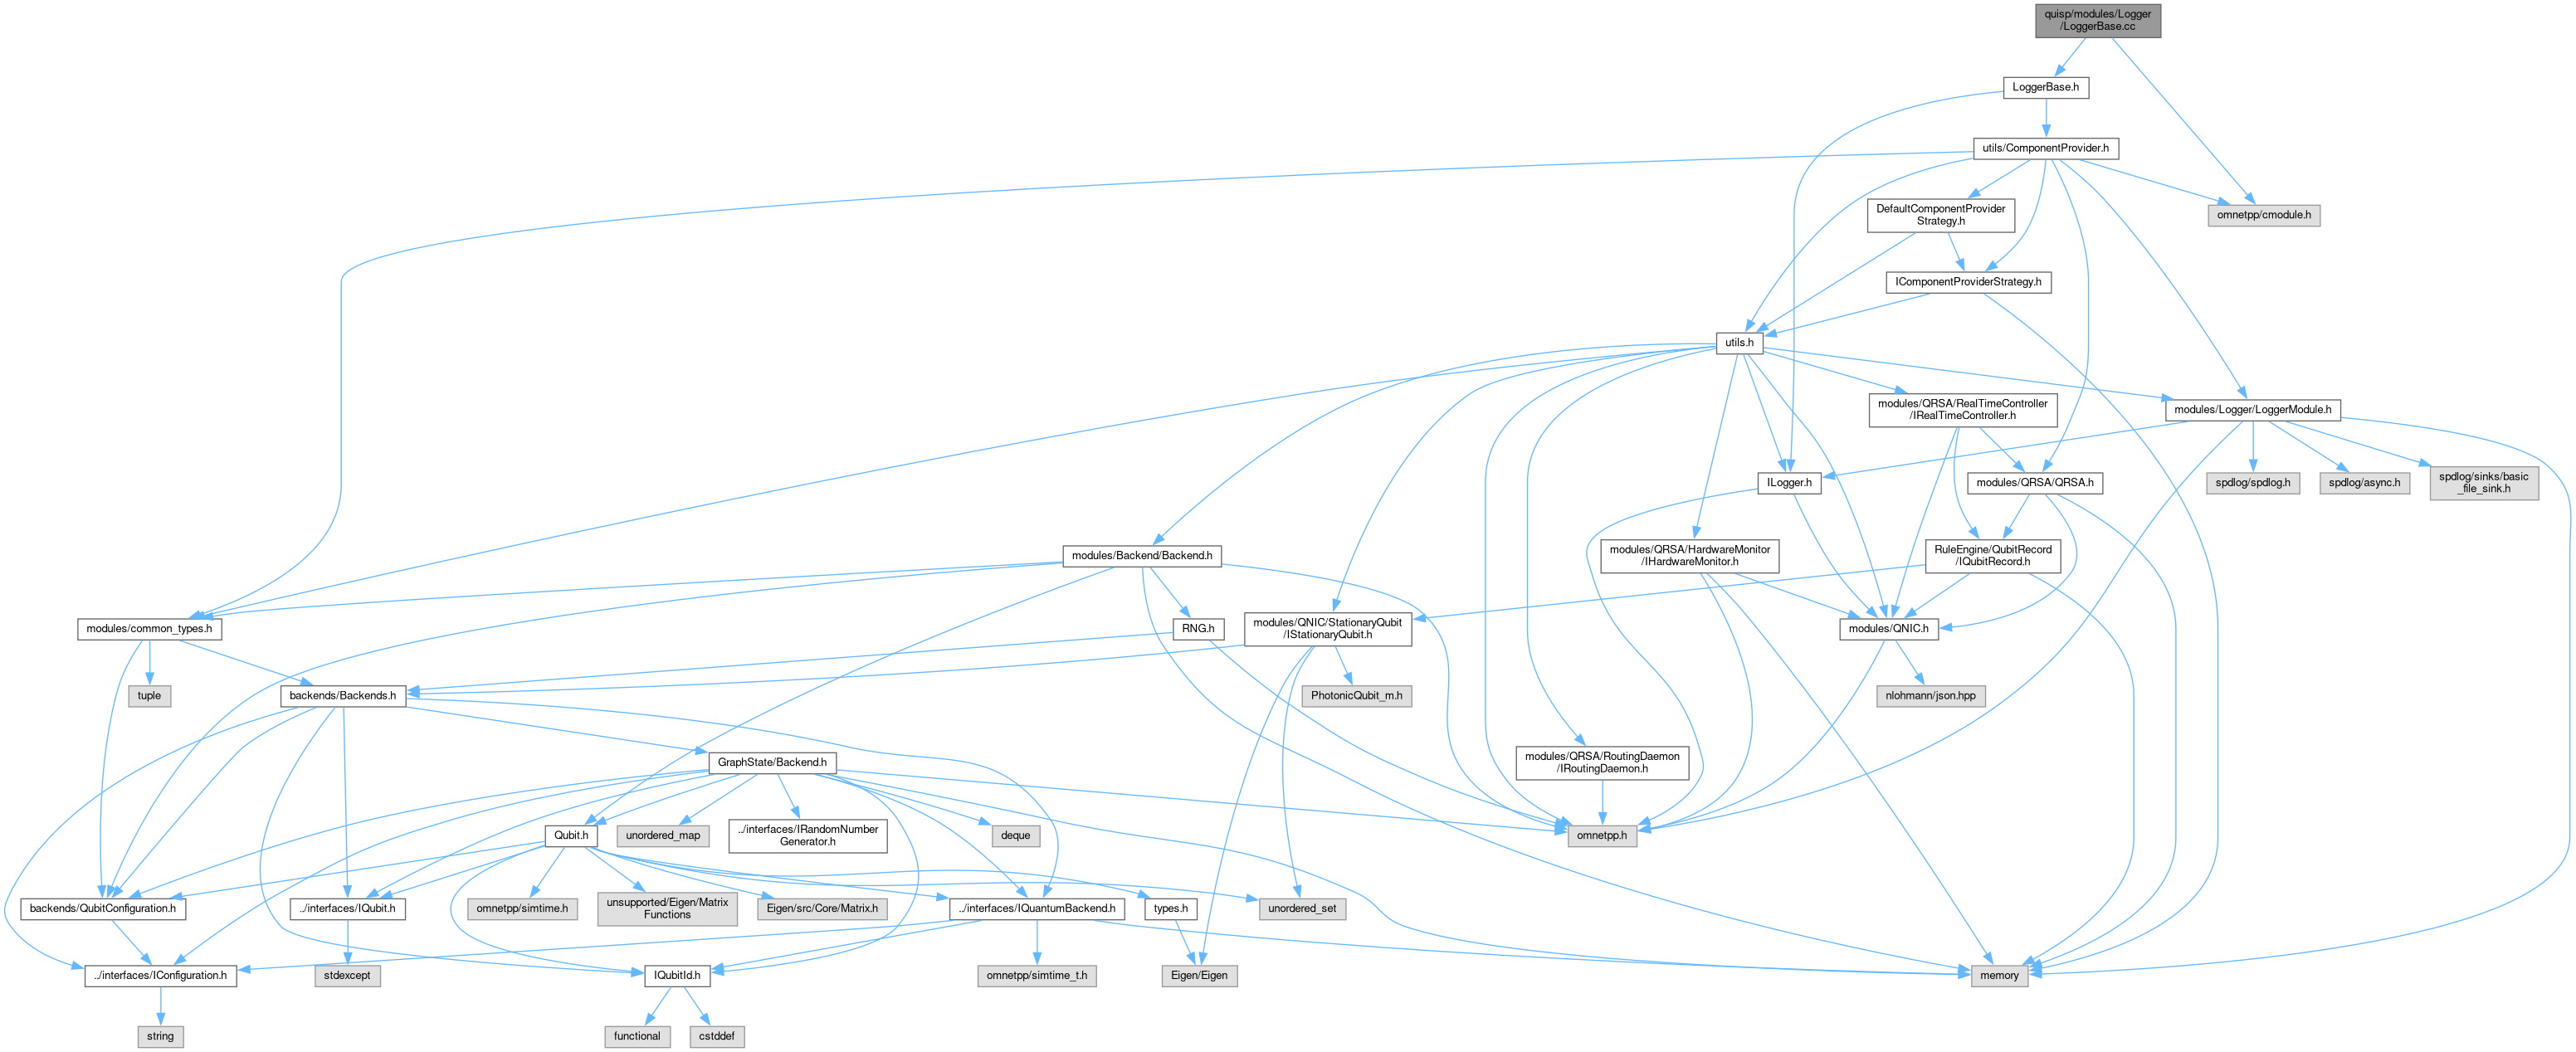 quisp/modules/Logger
/LoggerBase.cc
LoggerBase.h
utils/ComponentProvider.h
DefaultComponentProvider
Strategy.h
omnetpp/cmodule.h
IComponentProviderStrategy.h
utils.h
modules/QRSA/RealTimeController
/IRealTimeController.h
modules/Logger/LoggerModule.h
ILogger.h
modules/QRSA/QRSA.h
spdlog/spdlog.h
spdlog/async.h
spdlog/sinks/basic
_file_sink.h
modules/Backend/Backend.h
modules/QRSA/HardwareMonitor
/IHardwareMonitor.h
RuleEngine/QubitRecord
/IQubitRecord.h
modules/common_types.h
RNG.h
modules/QNIC/StationaryQubit
/IStationaryQubit.h
modules/QNIC.h
tuple
backends/Backends.h
PhotonicQubit_m.h
nlohmann/json.hpp
GraphState/Backend.h
modules/QRSA/RoutingDaemon
/IRoutingDaemon.h
Qubit.h
unordered_map
../interfaces/IRandomNumber
Generator.h
deque
omnetpp.h
backends/QubitConfiguration.h
../interfaces/IQubit.h
omnetpp/simtime.h
unsupported/Eigen/Matrix
Functions
Eigen/src/Core/Matrix.h
../interfaces/IQuantumBackend.h
types.h
unordered_set
../interfaces/IConfiguration.h
stdexcept
IQubitId.h
omnetpp/simtime_t.h
Eigen/Eigen
memory
string
functional
cstddef